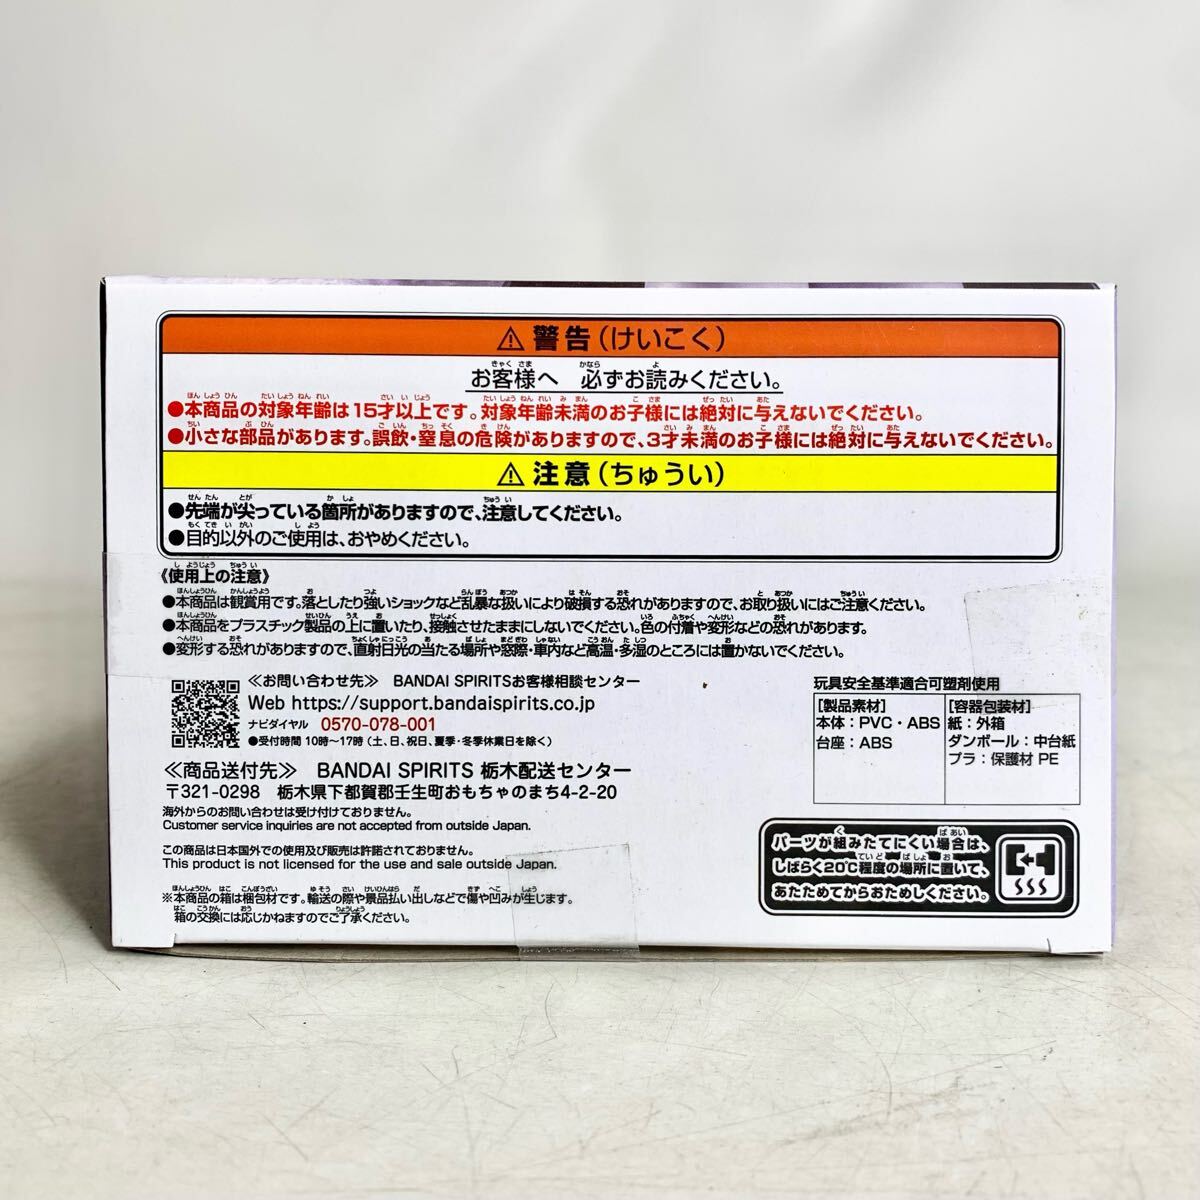 ⚠ 警告(けいこく)
お客様へ 必ずお読みください。
●本商品の対象年齢は15才以上です。対象年齢未満のお子様には絶対に与えないでください。
●小さな部品があります。誤飲・窒息の危険がありますので、3才未満のお子様には絶対に与えないでください。
⚠ 注意(ちゅうい)
●先端が尖っている箇所がありますので、注意してください。
●目的以外のご使用は、おやめください。
《使用上の注意》
●本商品は観賞用です。落としたり強いショックなど乱暴な扱いにより破損する恐れがありますので、お取り扱いにはご注意ください。
●本商品をプラスチック製品の上に置いたり、接触させたままにしないでください。色の付着や変形などの恐れがあります。
●変形する恐れがありますので、直射日光の当たる場所や窓際・車内など高温・多湿のところには置かないでください。
≪お問い合わせ先≫ BANDAI SPIRITSお客様相談センター
Web https://support.bandaispirits.co.jp
ナビダイヤル 0570-078-001
●受付時間 10時〜17時(土、日、祝日、夏季・冬季休業日を除く)
≪商品送付先≫ BANDAI SPIRITS 栃木配送センター
〒321-0298 栃木県下都賀郡壬生町おもちゃのまち4-2-20
海外からのお問い合わせは受け付けておりません。
Customer service inquiries are not accepted from outside Japan.
この商品は日本国外での使用及び販売は許諾されておりません。
This product is not licensed for the use and sale outside Japan.
※本商品の箱は梱包材です。輸送の際や景品払い出しなどで傷や凹みが生じます。
箱の交換には応じかねますのでご了承ください。
玩具安全基準適合可塑剤使用
[製品素材]
本体:PVC・ABS
台座:ABS
[容器包装材]
紙:外箱
ダンボール:中台紙
プラ:保護材 PE
パーツが組みたてにくい場合は、
しばらく20℃程度の場所に置いて、
あたためてからおためしください。